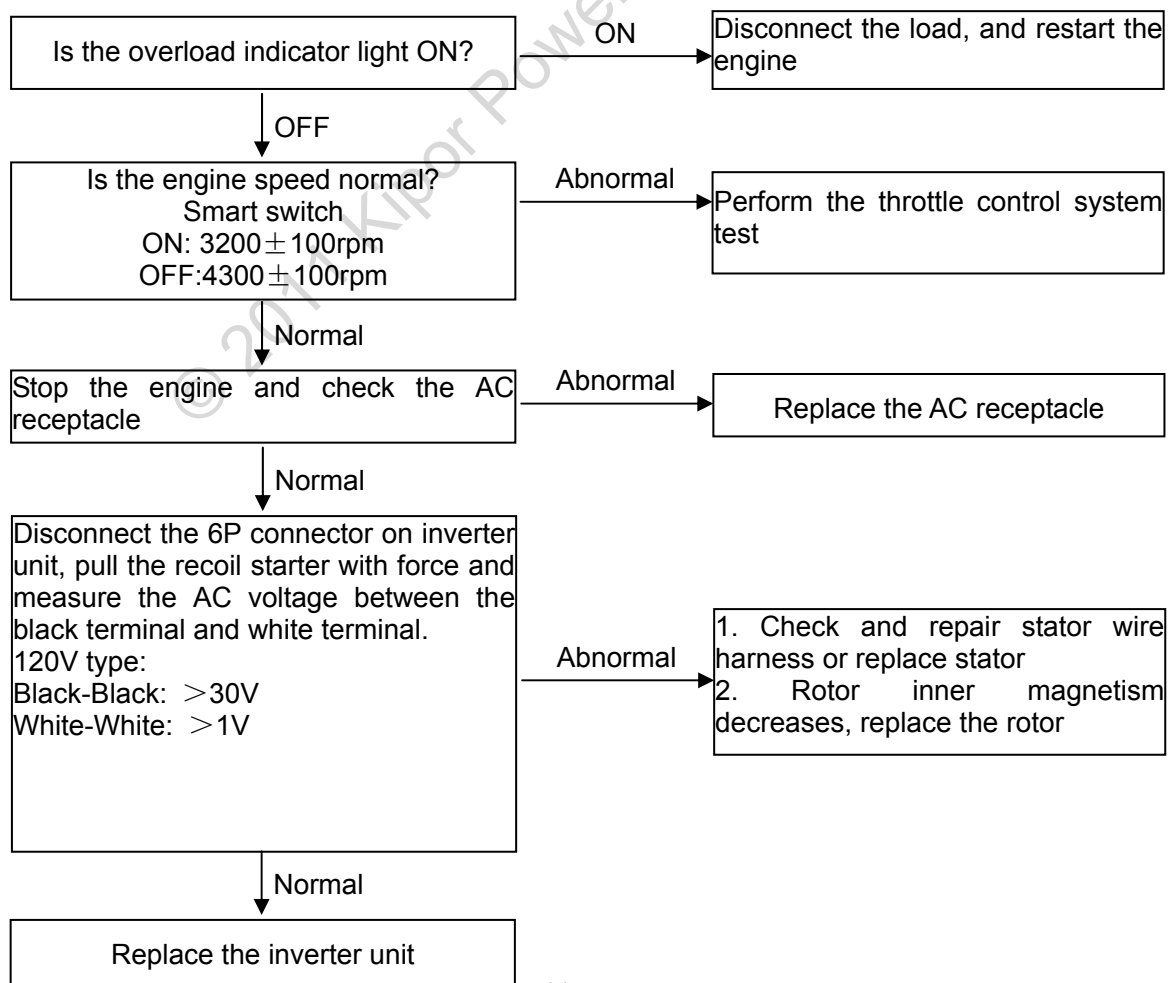 Is the overload indicator light ON?
ON
Disconnect the load, and restart the
engine
OFF
Is the engine speed normal?
Smart switch
ON: 3200±100rpm
OFF:4300±100rpm
Abnormal
Perform the throttle control system
test
Normal
Stop the engine and check the AC
receptacle
Abnormal
Replace the AC receptacle
Normal
Disconnect the 6P connector on inverter
unit, pull the recoil starter with force and
measure the AC voltage between the
black terminal and white terminal.
120V type:
Black-Black: ＞30V
White-White: ＞1V
Abnormal
1. Check and repair stator wire
harness or replace stator
2. Rotor inner magnetism
decreases, replace the rotor
Normal
Replace the inverter unit
© 2011 Kipor Power